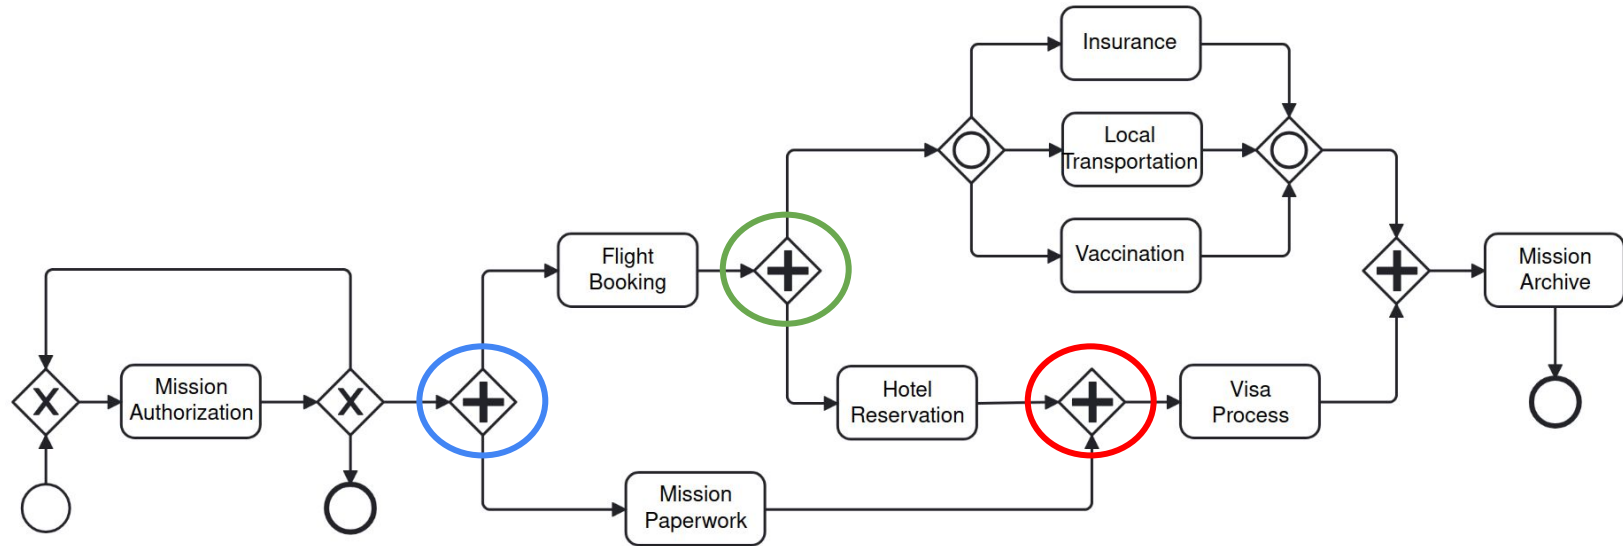 Insurance
Local
Transportation
Vaccination
Flight
Booking
Mission
Archive
X
Mission
Authorization
X
Hotel
Reservation
Visa
Process
Mission
Paperwork